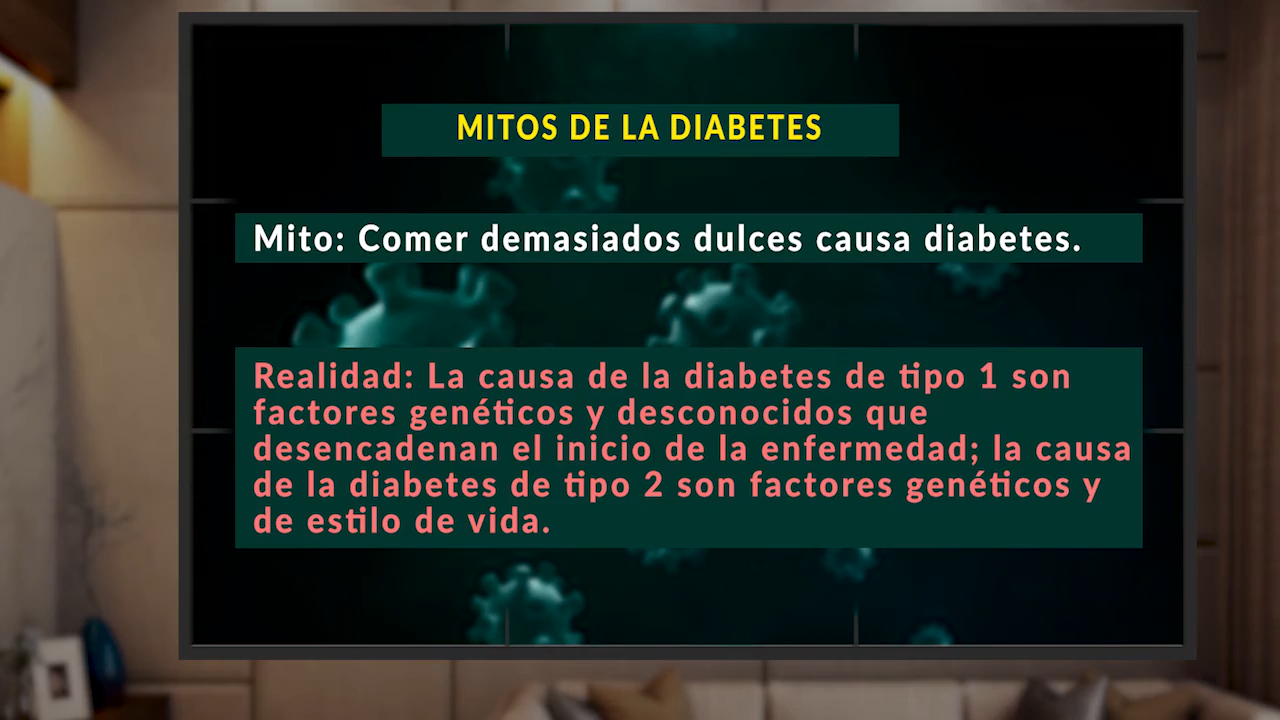 MITOS DE LA DIABETES
Mito: Comer demasiados dulces causa diabetes.
Realidad: La causa de la diabetes de tipo 1 son
factores genéticos y desconocidos que
desencadenan el inicio de la enfermedad; la causa
de la diabetes de tipo 2 son factores genéticos y
de estilo de vida.